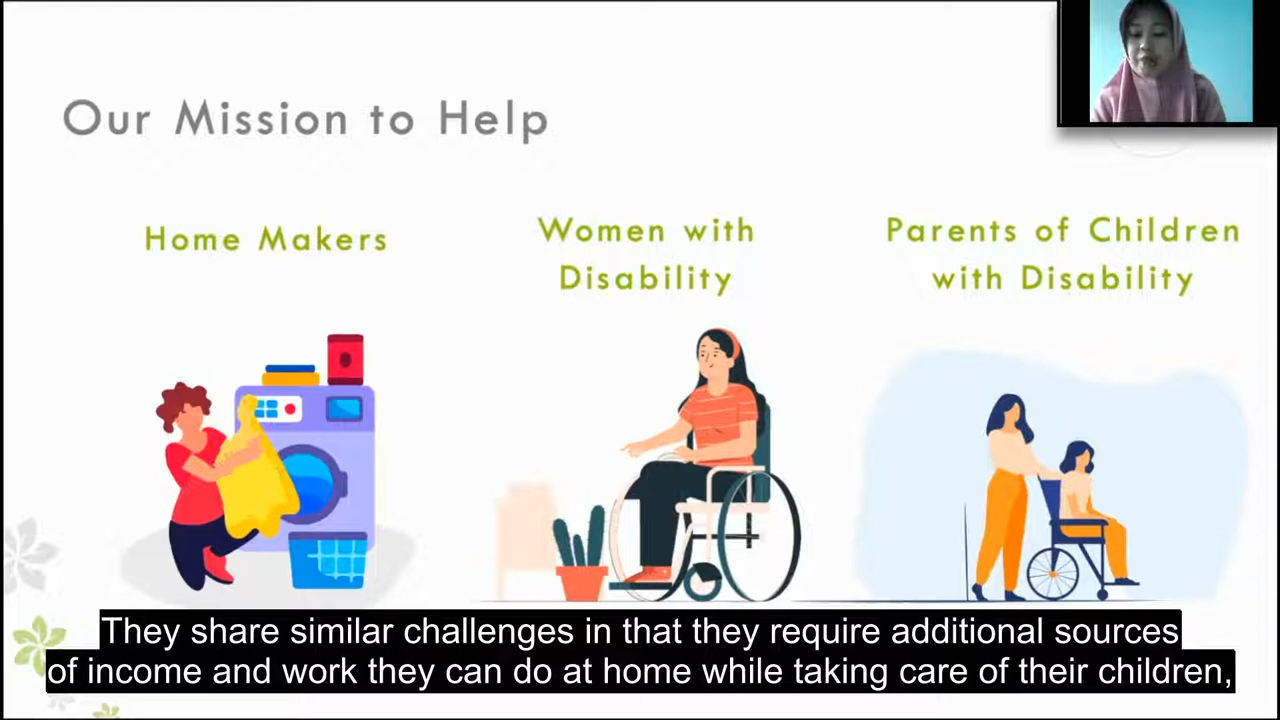 Our Mission to Help
Home Makers
Women with
Disability
Parents of Children
with Disability
They share similar challenges in that they require additional sources
of income and work they can do at home while taking care of their children,